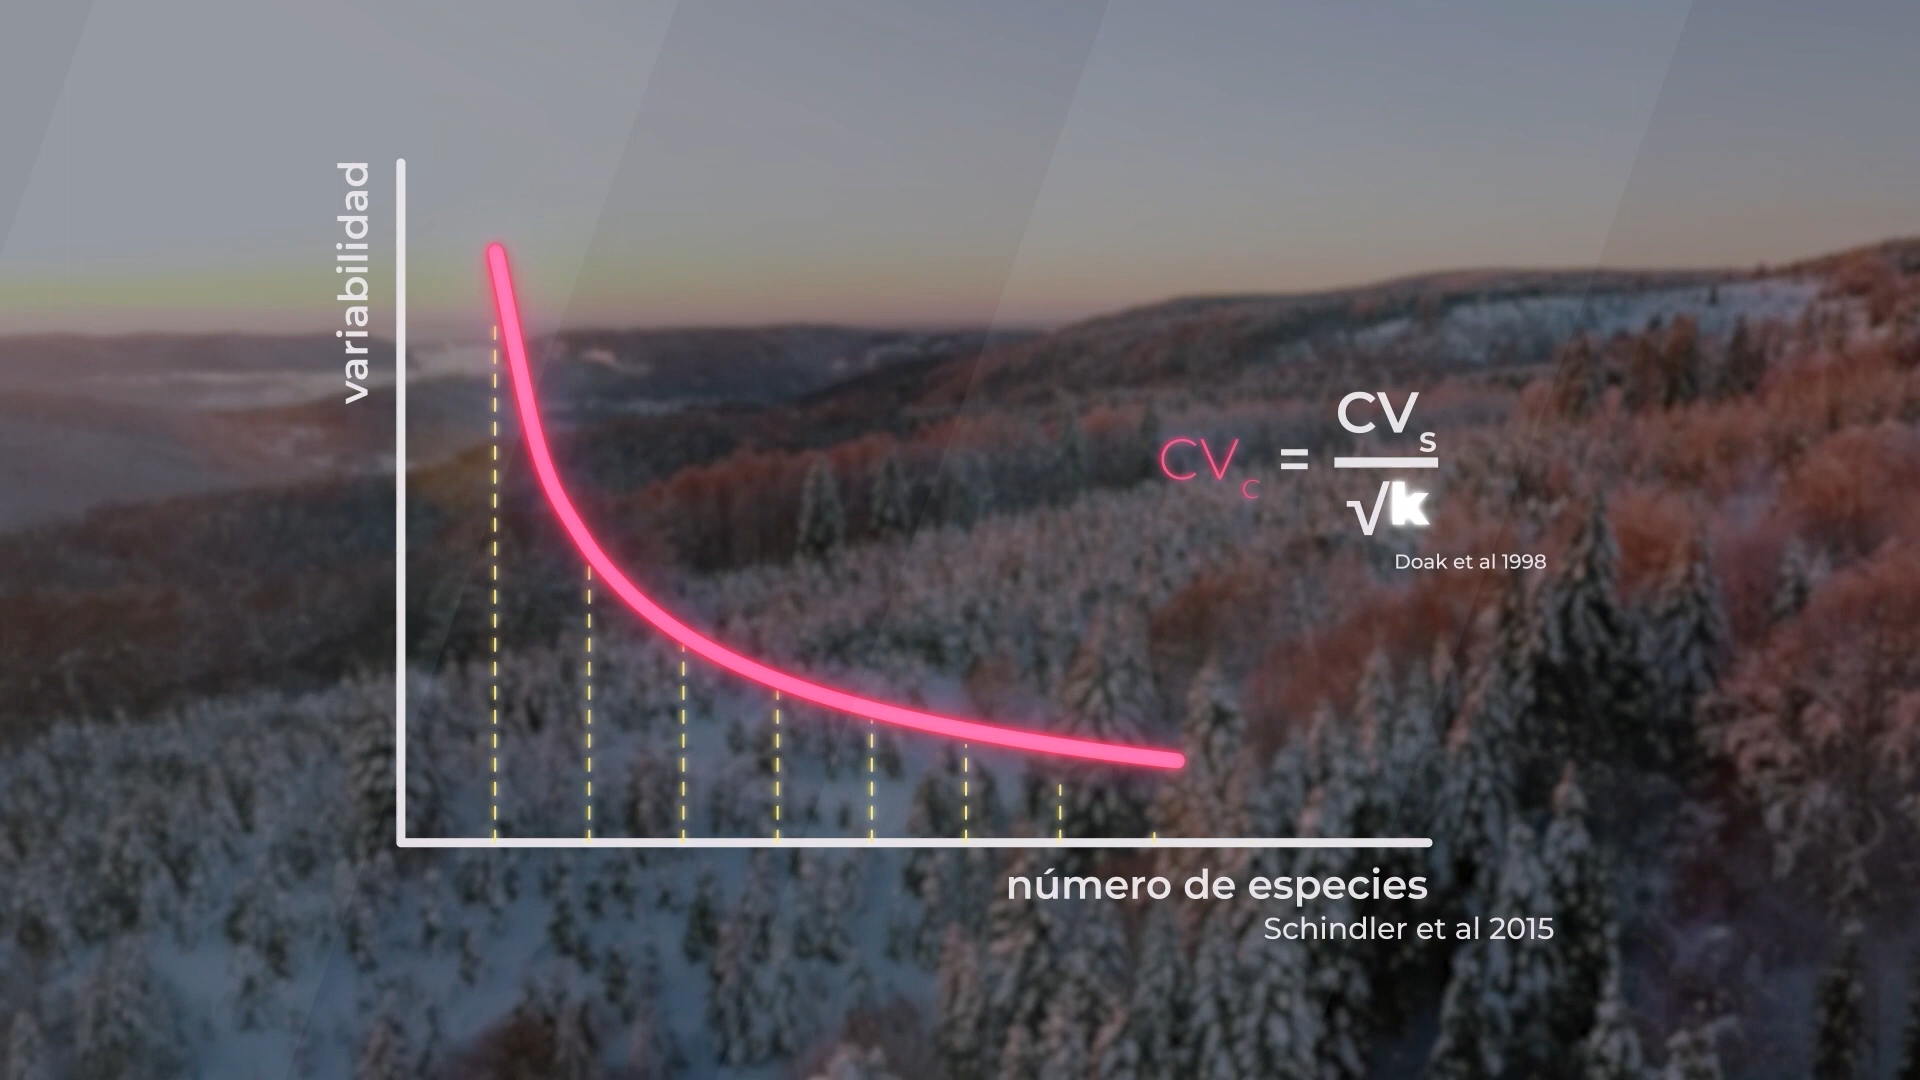 variabilidad
CVc = CVs
√k
Doak et al 1998
número de especies
Schindler et al 2015